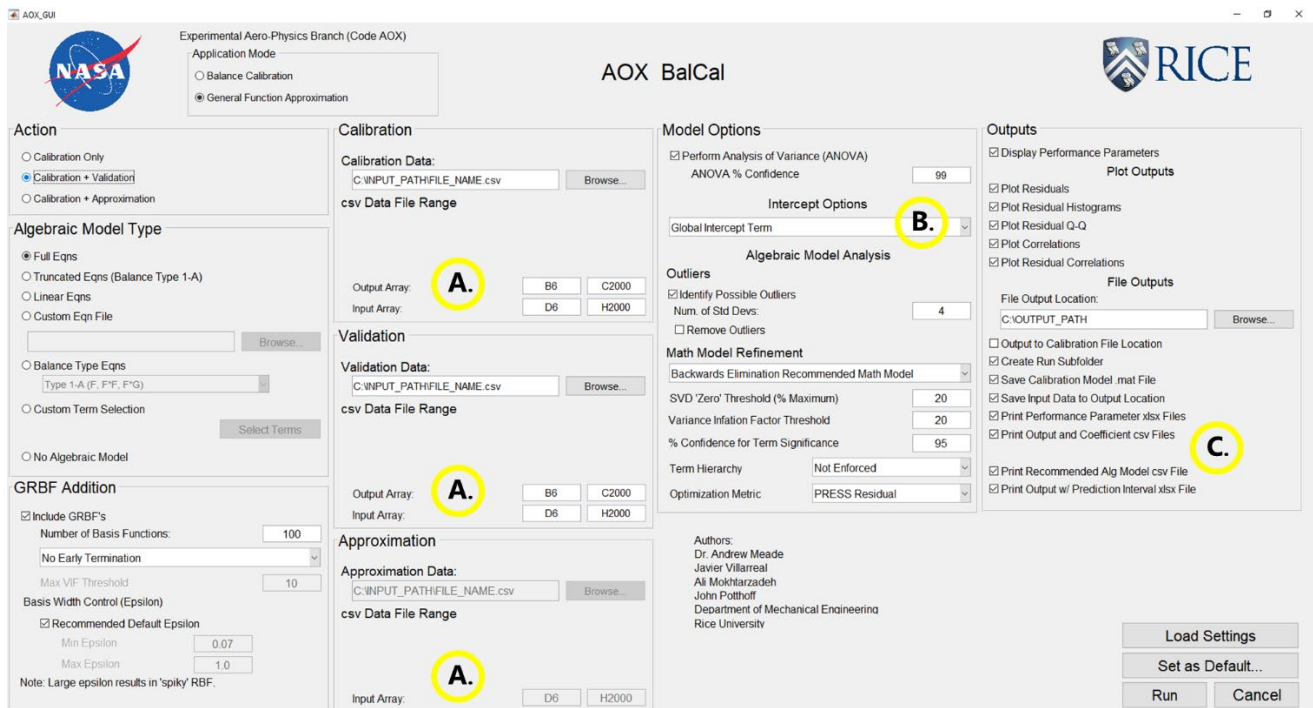 AOX_GUI
NASA
Experimental Aero-Physics Branch (Code AOX)
Application Mode
Balance Calibration
General Function Approximation
AOX BalCal
RICE
Action
Calibration Only
Calibration + Validation
Calibration + Approximation
Algebraic Model Type
Full Eqns
Truncated Eqns (Balance Type 1-A)
Linear Eqns
Custom Eqn File
Browse...
Balance Type Eqns
Type 1-A (F, F*F, F*G)
Custom Term Selection
Select Terms
No Algebraic Model
GRBF Addition
Include GRBF's
Number of Basis Functions: 100
No Early Termination
Max VIF Threshold 10
Basis Width Control (Epsilon)
Recommended Default Epsilon
Min Epsilon 0.07
Max Epsilon 1.0
Note: Large epsilon results in 'spiky' RBF.
Calibration
Calibration Data:
C:\INPUT_PATH\FILE_NAME.csv Browse...
csv Data File Range
A.
Output Array: B6 C2000
Input Array: D6 H2000
Validation
Validation Data:
C:\INPUT_PATH\FILE_NAME.csv Browse...
csv Data File Range
A.
Output Array: B6 C2000
Input Array: D6 H2000
Approximation
Approximation Data:
C:\INPUT_PATH\FILE_NAME.csv Browse...
csv Data File Range
A.
Input Array: D6 H2000
Model Options
Perform Analysis of Variance (ANOVA)
ANOVA % Confidence 99
Intercept Options
Global Intercept Term B.
Algebraic Model Analysis
Outliers
Identify Possible Outliers
Num. of Std Devs: 4
Remove Outliers
Math Model Refinement
Backwards Elimination Recommended Math Model
SVD 'Zero' Threshold (% Maximum) 20
Variance Infation Factor Threshold 20
% Confidence for Term Significance 95
Term Hierarchy Not Enforced
Optimization Metric PRESS Residual
Authors:
Dr. Andrew Meade
Javier Villarreal
Ali Mokhtarzadeh
John Potthoff
Department of Mechanical Engineering
Rice University
Outputs
Display Performance Parameters
Plot Outputs
Plot Residuals
Plot Residual Histograms
Plot Residual Q-Q
Plot Correlations
Plot Residual Correlations
File Outputs
File Output Location:
C:\OUTPUT_PATH Browse...
Output to Calibration File Location
Create Run Subfolder
Save Calibration Model .mat File
Save Input Data to Output Location
Print Performance Parameter xlsx Files
Print Output and Coefficient csv Files
C.
Print Recommended Alg Model csv File
Print Output w/ Prediction Interval xlsx File
Load Settings
Set as Default...
Run Cancel